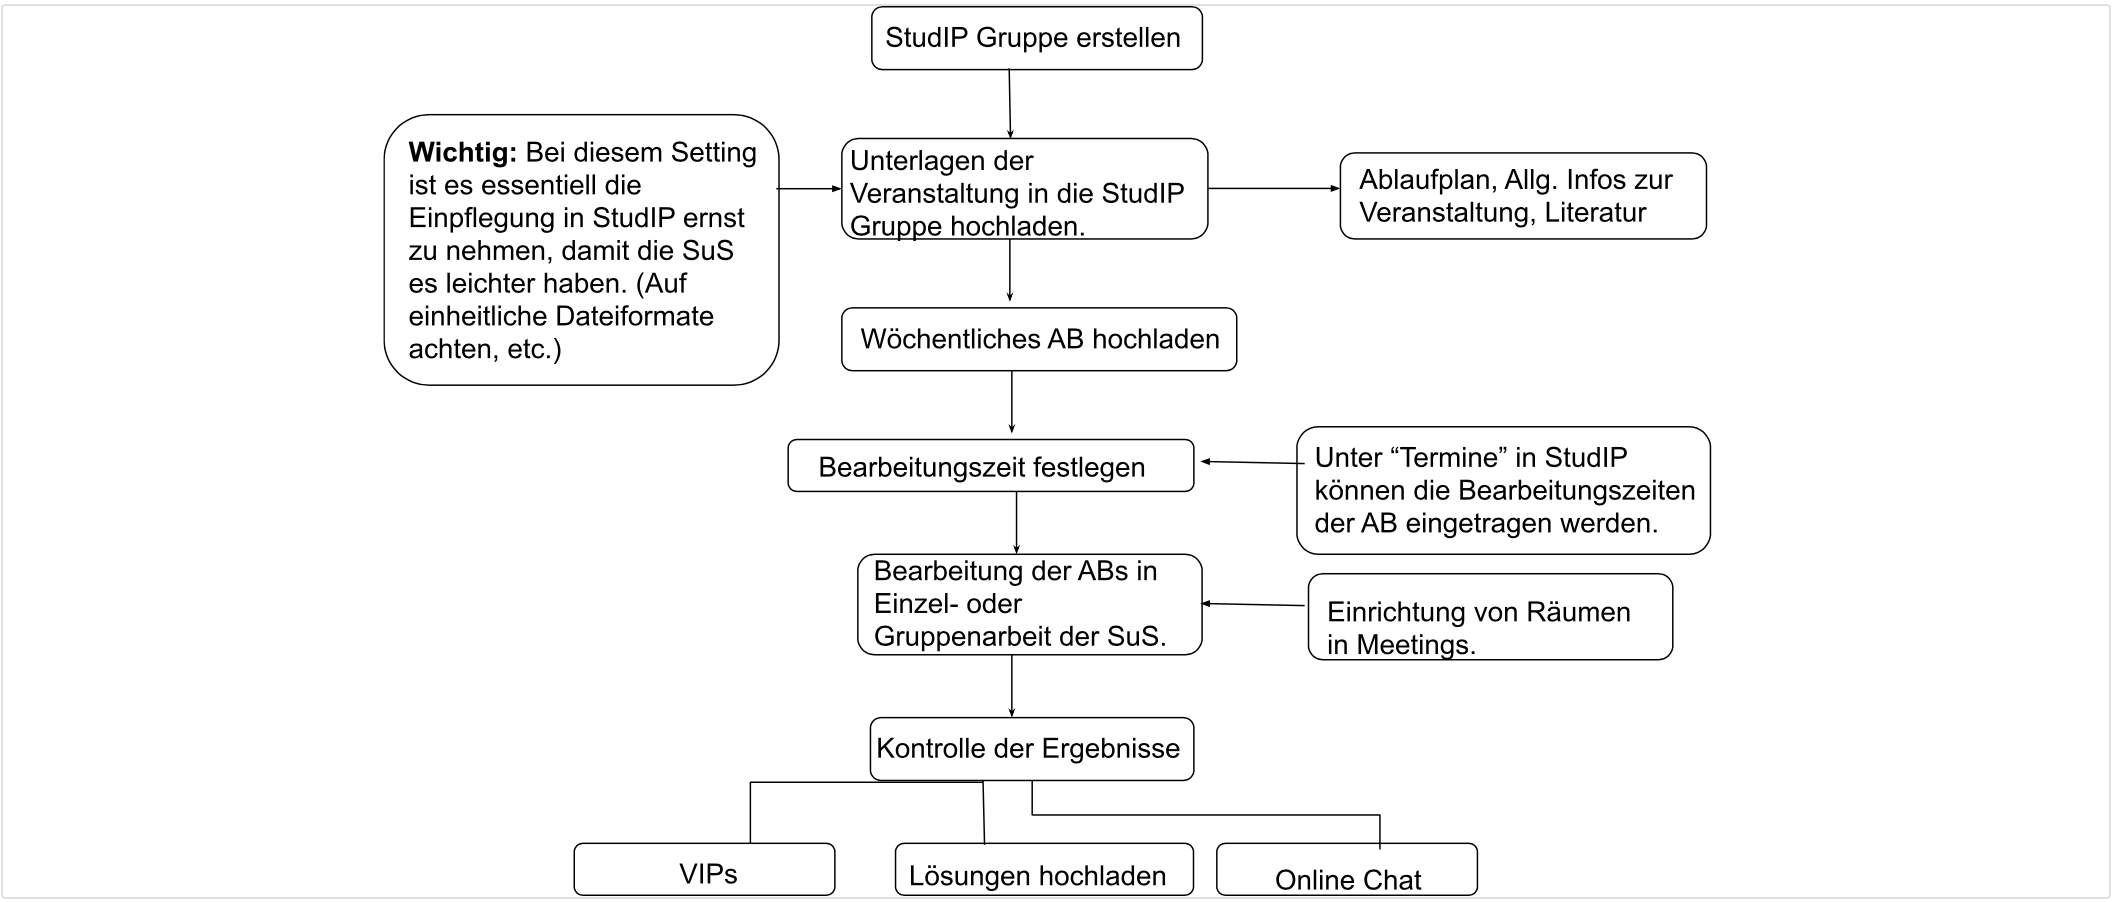 StudIP Gruppe erstellen
Wichtig: Bei diesem Setting
ist es essentiell die
Einpflegung in StudIP ernst
zu nehmen, damit die SuS
es leichter haben. (Auf
einheitliche Dateiformate
achten, etc.)
Unterlagen der
Veranstaltung in die StudIP
Gruppe hochladen.
Ablaufplan, Allg. Infos zur
Veranstaltung, Literatur
Wöchentliches AB hochladen
Bearbeitungszeit festlegen
Unter “Termine” in StudIP
können die Bearbeitungszeiten
der AB eingetragen werden.
Bearbeitung der ABs in
Einzel- oder
Gruppenarbeit der SuS.
Einrichtung von Räumen
in Meetings.
Kontrolle der Ergebnisse
VIPs
Lösungen hochladen
Online Chat